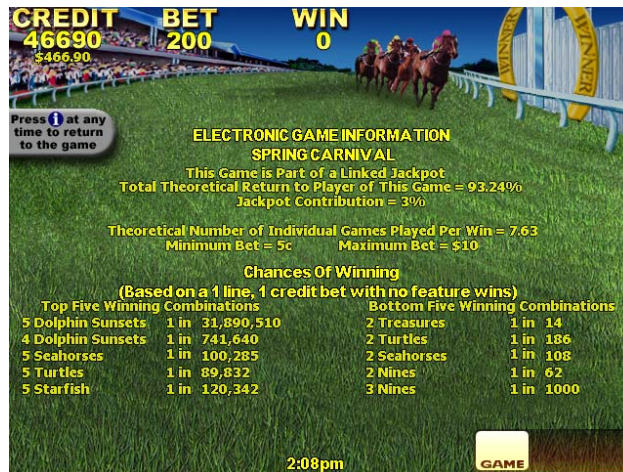 CREDIT BET WIN
46690 200 0
$466.90
Press i at any
time to return
to the game
ELECTRONIC GAME INFORMATION
SPRING CARNIVAL
This Game is Part of a Linked Jackpot
Total Theoretical Return to Player of This Game = 93.24%
Jackpot Contribution = 3%
Theoretical Number of Individual Games Played Per Win = 7.63
Minimum Bet = 5c Maximum Bet = $10
Chances Of Winning
(Based on a 1 line, 1 credit bet with no feature wins)
Top Five Winning Combinations Bottom Five Winning Combinations
5 Dolphin Sunsets 1 in 31,890,510 2 Treasures 1 in 14
4 Dolphin Sunsets 1 in 741,640 2 Turtles 1 in 186
5 Seahorses 1 in 100,285 2 Seahorses 1 in 108
5 Turtles 1 in 89,832 2 Nines 1 in 62
5 Starfish 1 in 120,342 3 Nines 1 in 1000
2:08pm GAME
WINNER
WINNER